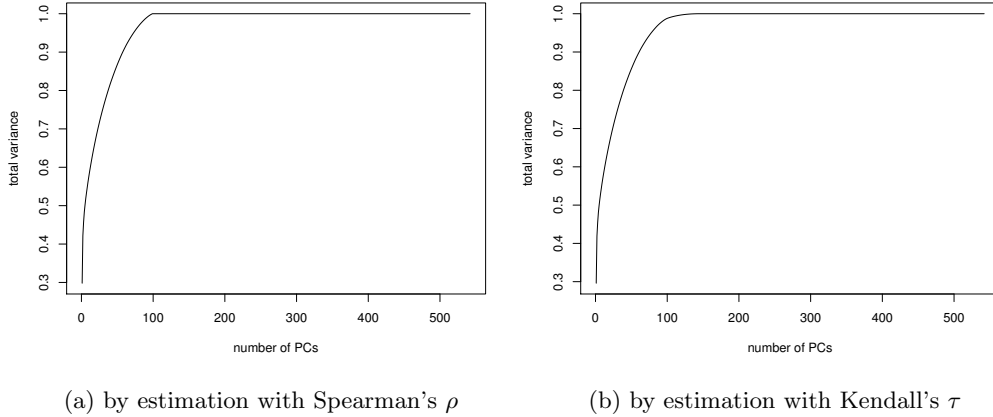 1.0
0.9
0.8
0.7
0.6
0.5
0.4
0.3
total variance
0 100 200 300 400 500
number of PCs
(a) by estimation with Spearman's ρ
1.0
0.9
0.8
0.7
0.6
0.5
0.4
0.3
total variance
0 100 200 300 400 500
number of PCs
(b) by estimation with Kendall's τ